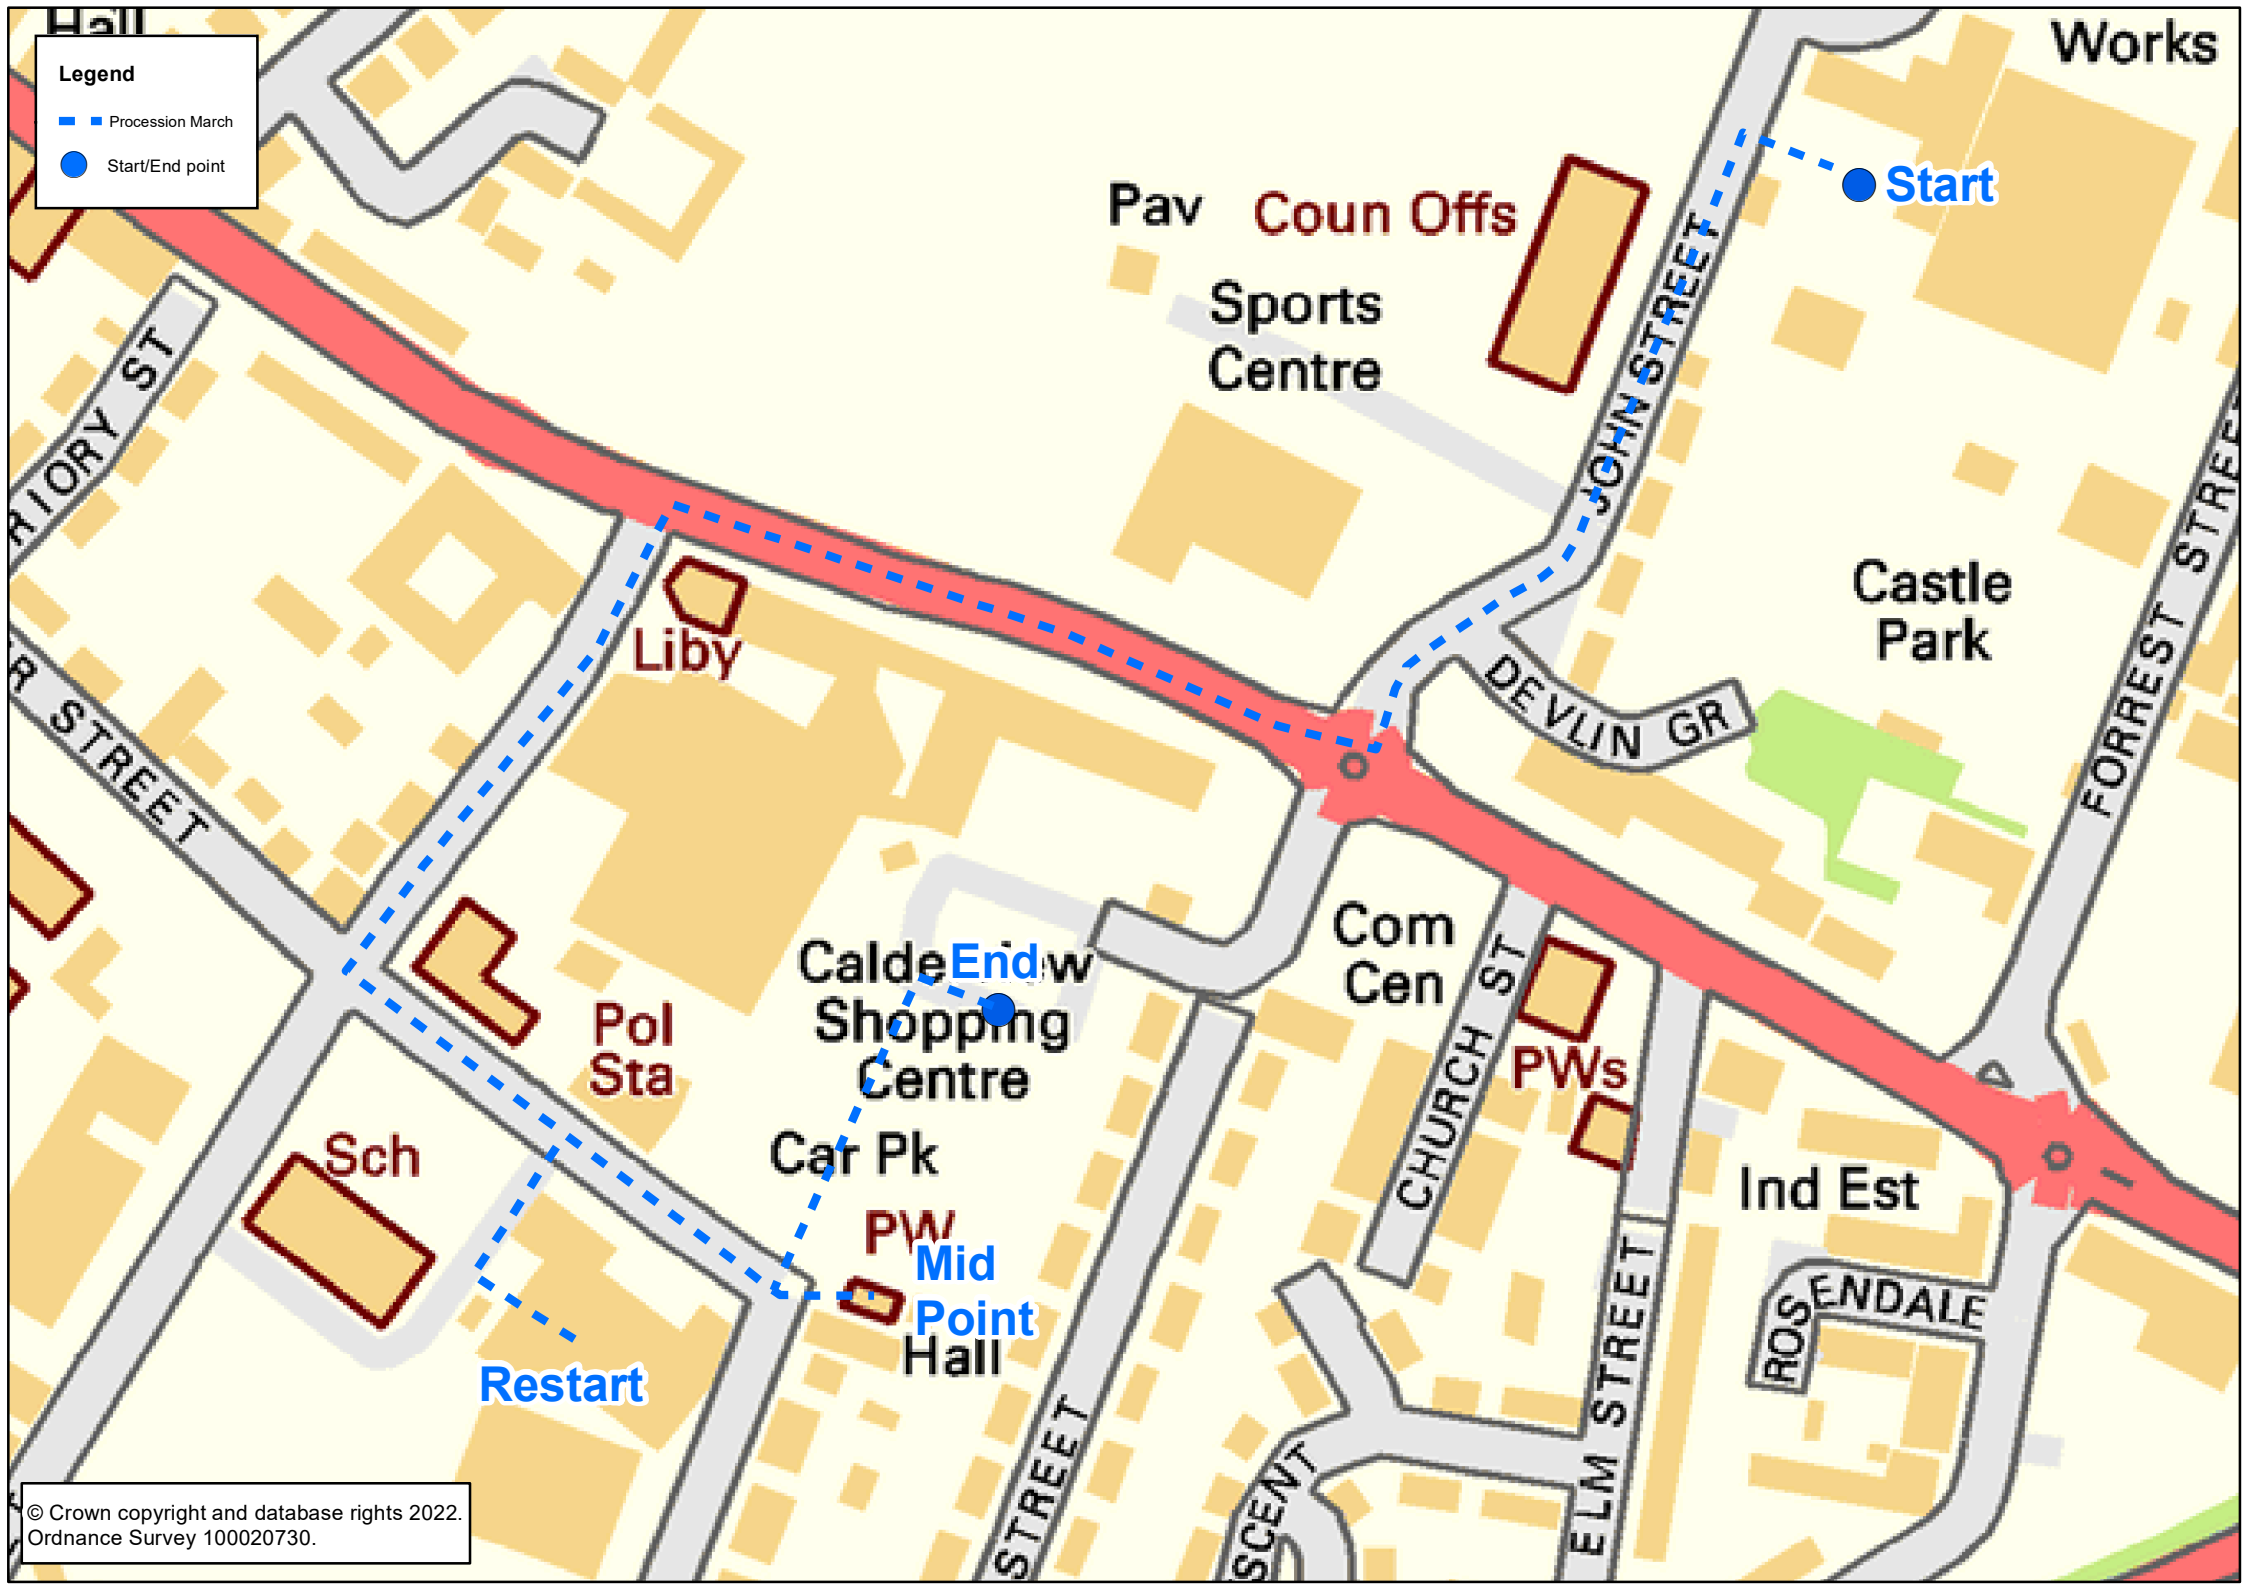 Hall
Works
Legend
Procession March
Start/End point
Start
Pav
Coun Offs
Sports
Centre
JOHN STREET
Castle
Park
FORREST STREET
DEVLIN GR
RIORY ST
Liby
R STREET
Calde ew
End
Shopping
Centre
Com
Cen
CHURCH ST
PWs
Pol
Sta
Car Pk
Sch
PW
Mid
Point
Hall
Restart
Ind Est
ROSENDALE
ELM STREET
STREET
SCENT
© Crown copyright and database rights 2022.
Ordnance Survey 100020730.